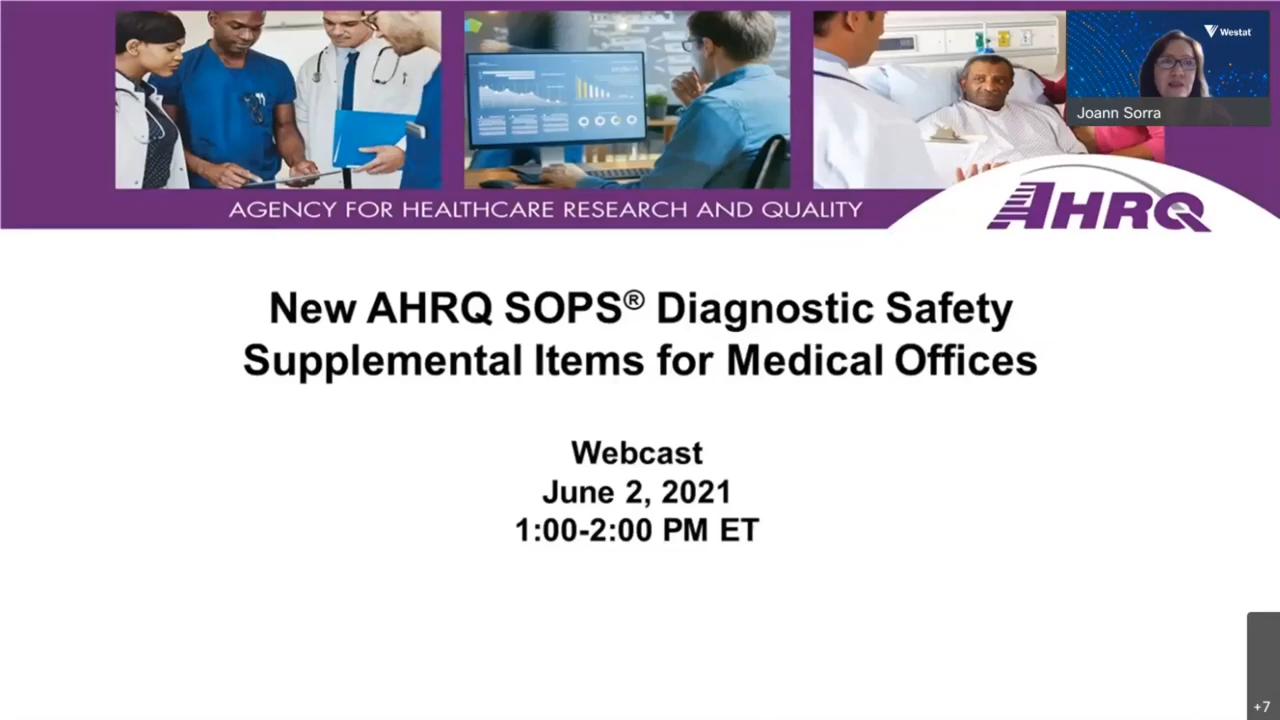 Westat
Joann Sorra
AGENCY FOR HEALTHCARE RESEARCH AND QUALITY
AHRQ
New AHRQ SOPS® Diagnostic Safety
Supplemental Items for Medical Offices
Webcast
June 2, 2021
1:00-2:00 PM ET
+7